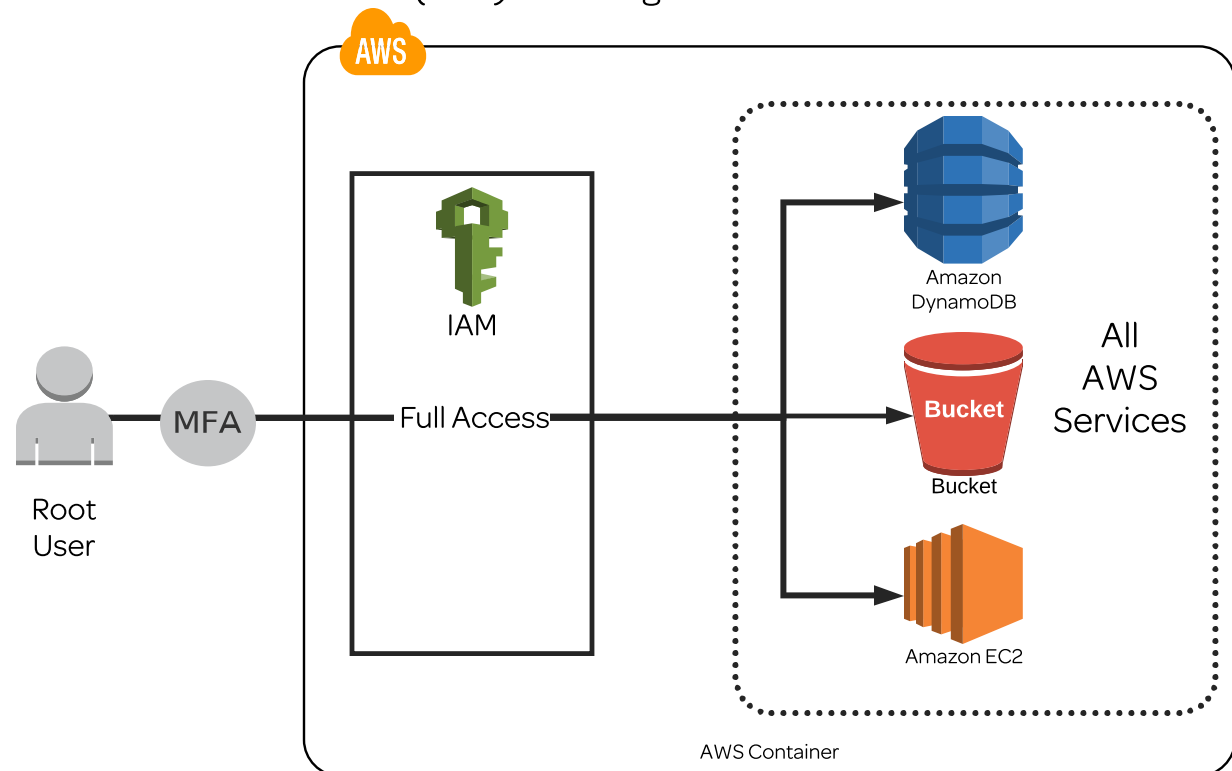 AWS
IAM
Full Access
MFA
Root
User
Amazon
DynamoDB
Bucket
Bucket
Amazon EC2
All
AWS
Services
AWS Container